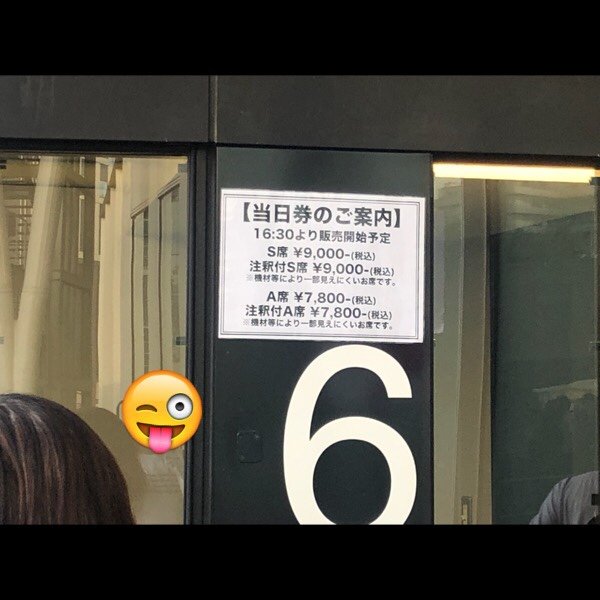 【当日券のご案内】
16:30より販売開始予定
S席 ¥9,000-(税込)
注釈付S席 ¥9,000-(税込)
※機材等により一部見えにくいお席です。
A席 ¥7,800-(税込)
注釈付A席 ¥7,800-(税込)
※機材等により一部見えにくいお席です。
6